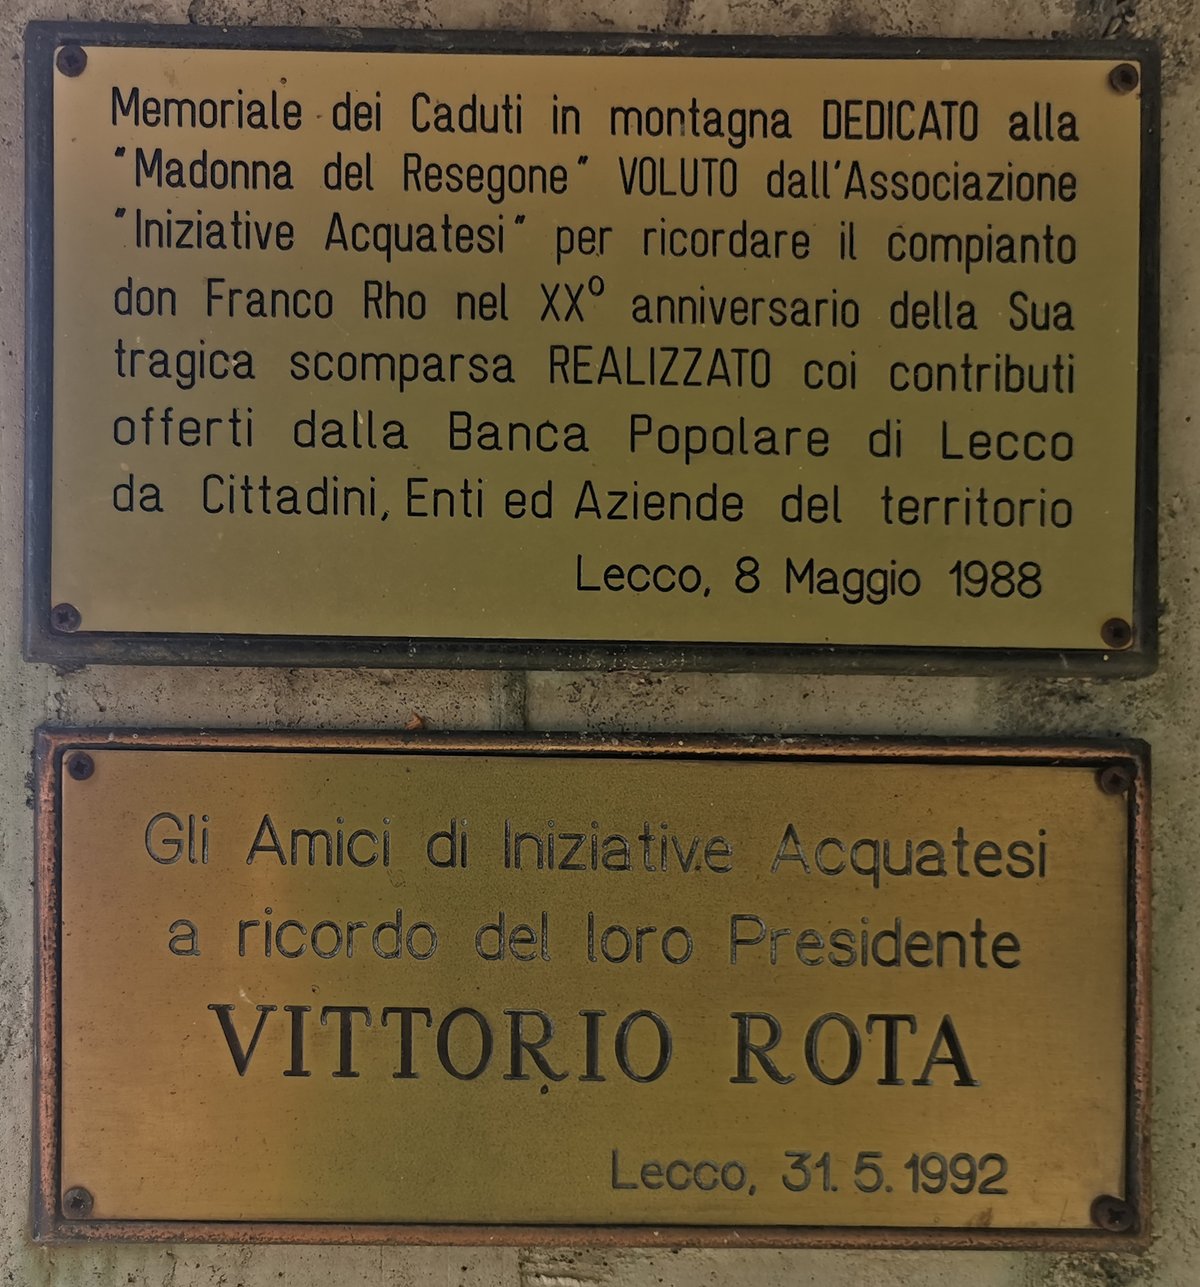 Memoriale dei Caduti in montagna DEDICATO alla
"Madonna del Resegone" VOLUTO dall'Associazione
"Iniziative Acquatesi" per ricordare il compianto
don Franco Rho nel XXº anniversario della Sua
tragica scomparsa REALIZZATO coi contributi
offerti dalla Banca Popolare di Lecco
da Cittadini, Enti ed Aziende del territorio
Lecco, 8 Maggio 1988
Gli Amici di Iniziative Acquatesi
a ricordo del loro Presidente
VITTORIO ROTA
Lecco, 31.5.1992